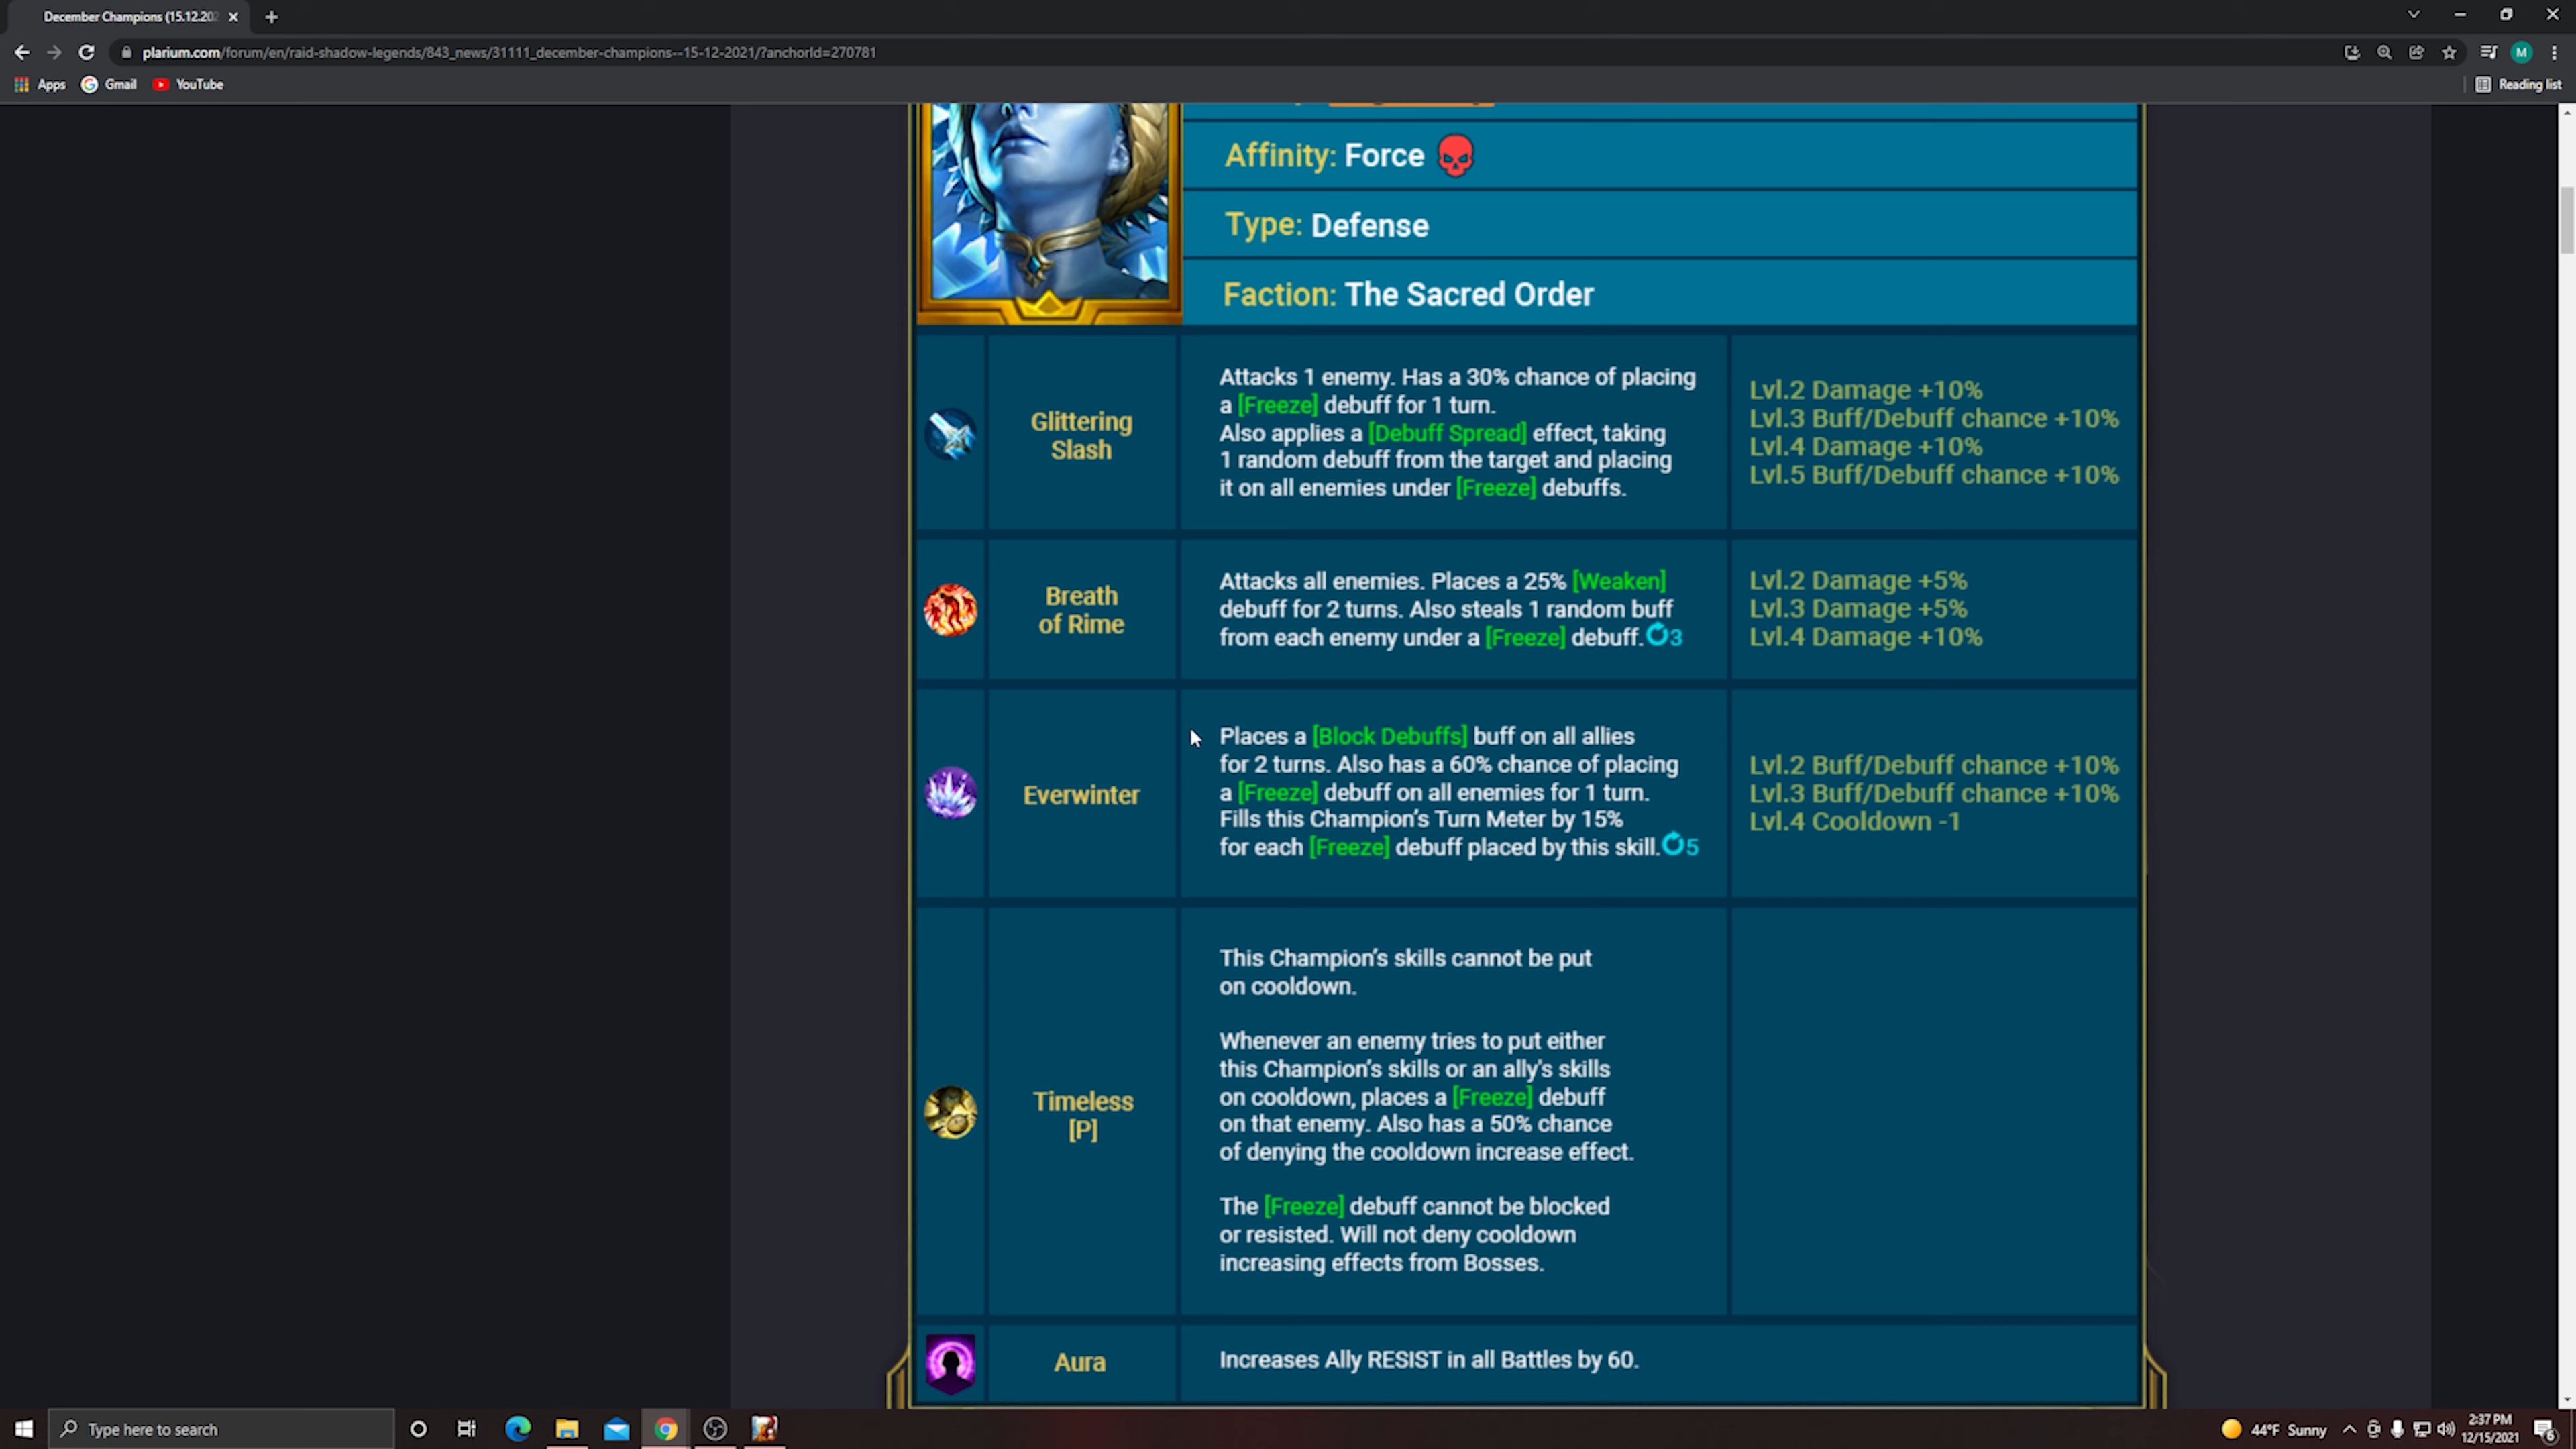 December Champions (15.12.202
plarium.com/forum/en/raid-shadow-legends/843_news/31111_december-champions--15-12-2021/?anchorId=270781
M
Apps Gmail YouTube
Reading list
Affinity: Force
Type: Defense
Faction: The Sacred Order
Glittering
Slash
Attacks 1 enemy. Has a 30% chance of placing
a [Freeze] debuff for 1 turn.
Also applies a [Debuff Spread] effect, taking
1 random debuff from the target and placing
it on all enemies under [Freeze] debuffs.
Lvl.2 Damage +10%
Lvl.3 Buff/Debuff chance +10%
Lvl.4 Damage +10%
Lvl.5 Buff/Debuff chance +10%
Breath
of Rime
Attacks all enemies. Places a 25% [Weaken]
debuff for 2 turns. Also steals 1 random buff
from each enemy under a [Freeze] debuff. 3
Lvl.2 Damage +5%
Lvl.3 Damage +5%
Lvl.4 Damage +10%
Everwinter
Places a [Block Debuffs] buff on all allies
for 2 turns. Also has a 60% chance of placing
a [Freeze] debuff on all enemies for 1 turn.
Fills this Champion's Turn Meter by 15%
for each [Freeze] debuff placed by this skill. 5
Lvl.2 Buff/Debuff chance +10%
Lvl.3 Buff/Debuff chance +10%
Lvl.4 Cooldown -1
Timeless
[P]
This Champion's skills cannot be put
on cooldown.
Whenever an enemy tries to put either
this Champion's skills or an ally's skills
on cooldown, places a [Freeze] debuff
on that enemy. Also has a 50% chance
of denying the cooldown increase effect.
The [Freeze] debuff cannot be blocked
or resisted. Will not deny cooldown
increasing effects from Bosses.
Aura
Increases Ally RESIST in all Battles by 60.
Type here to search
44°F Sunny
2:37 PM
12/15/2021
6